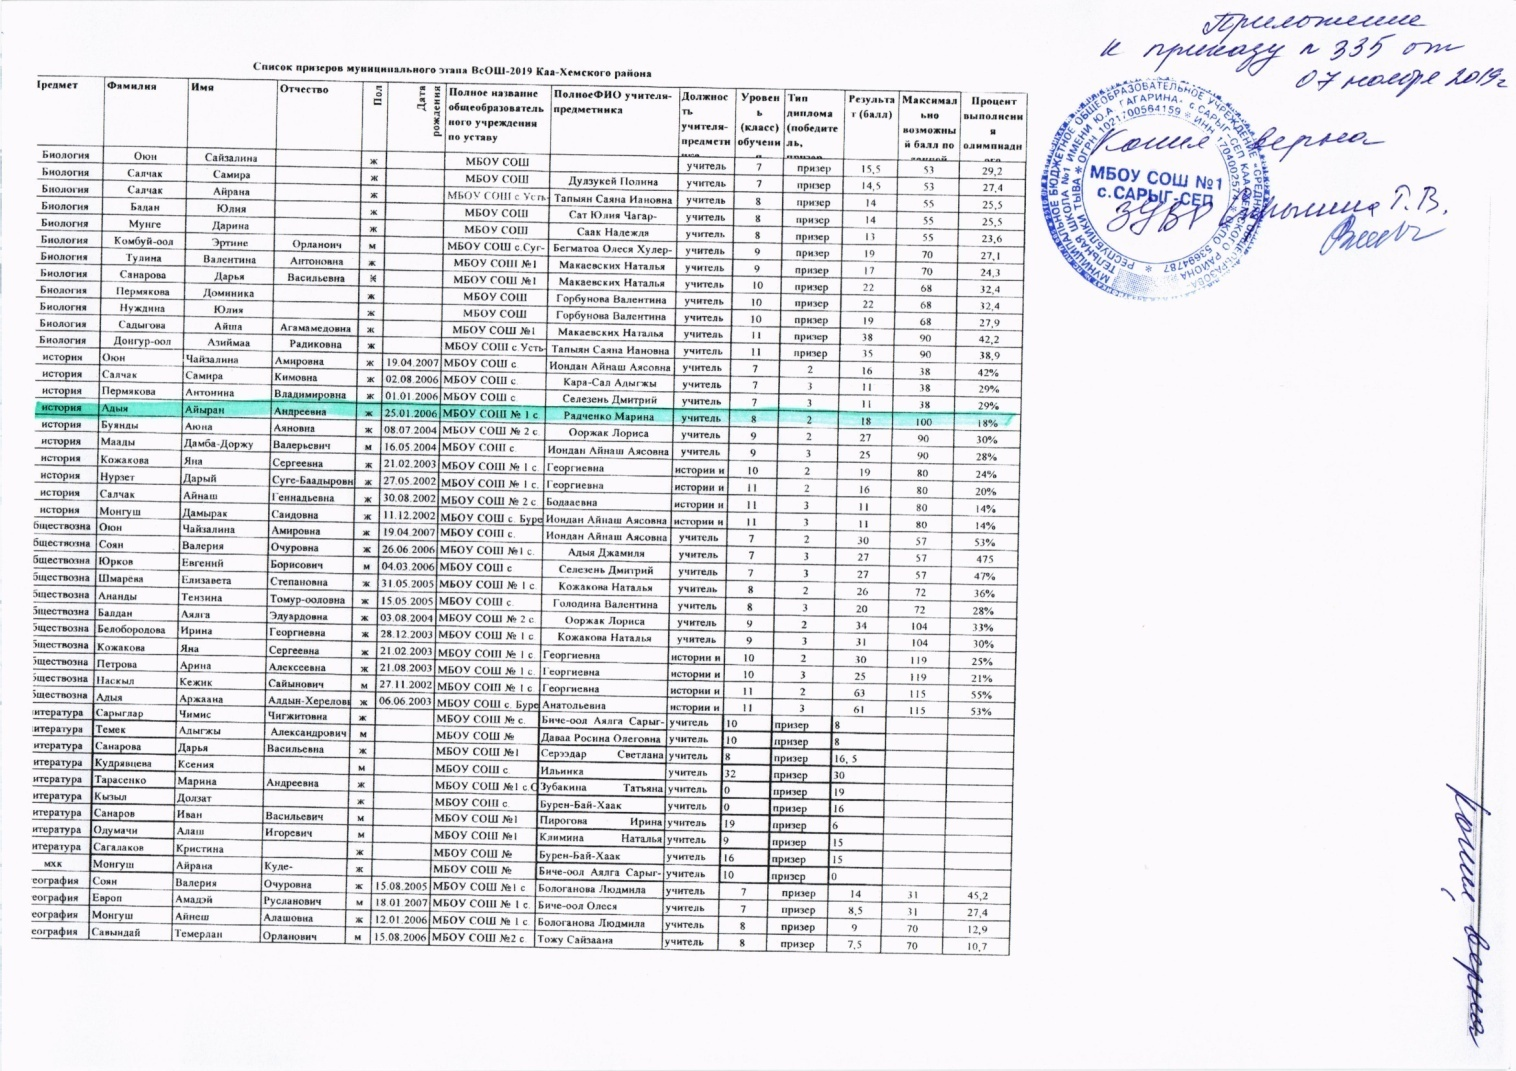 Приложение
к приказу № 335 от
07 ноября 2019г
Копия верна
МБОУ СОШ №1
с.САРЫГ-СЕП
Список призеров муниципального этапа ВсОШ-2019 Каа-Хемского района
Предмет Фамилия Имя Отчество Пол Дата рождения Полное название общеобразовательного учреждения по уставу ПолноеФИО учителя-предметника Должность учителя-предметника Уровень (класс) обучения Тип диплома (победитель, призер Результат (балл) Максимально возможный балл по Процент выполнения
Биология Оюн Сайзалина ж МБОУ СОШ учитель 7 призер 15,5 53 29,2
Биология Салчак Самира ж МБОУ СОШ Дулзукей Полина учитель 7 призер 14,5 53 27,4
Биология Салчак Айрана ж МБОУ СОШ с Усть- Тапыян Саяна Иановна учитель 8 призер 14 55 25,5
Биология Бадан Юлия ж МБОУ СОШ Сат Юлия Чагар- учитель 8 призер 14 55 25,5
Биология Мунге Дарина ж МБОУ СОШ Саак Надежда учитель 8 призер 13 55 23,6
Биология Комбуй-оол Эртине Орланоич м МБОУ СОШ с.Суг- Бегматоа Олеся Хулер- учитель 9 призер 19 70 27,1
Биология Тулина Валентина Антоновна ж МБОУ СОШ №1 Макаевских Наталья учитель 9 призер 17 70 24,3
Биология Санарова Дарья Васильевна ж МБОУ СОШ №1 Макаевских Наталья учитель 10 призер 22 68 32,4
Биология Пермякова Доминика ж МБОУ СОШ Горбунова Валентина учитель 10 призер 22 68 32,4
Биология Нуждина Юлия ж МБОУ СОШ Горбунова Валентина учитель 10 призер 19 68 27,9
Биология Садыгова Айша Агамамедовна ж МБОУ СОШ №1 Макаевских Наталья учитель 11 призер 38 90 42,2
Биология Донгур-оол Азиймаа Радиковна ж МБОУ СОШ с.Усть- Тапыян Саяна Иановна учитель 11 призер 35 90 38,9
история Оюн Чайзалина Амировна ж 19.04.2007 МБОУ СОШ с Иондан Айнаш Аясовна учитель 7 2 16 38 42%
история Салчак Самира Кимовна ж 02.08.2006 МБОУ СОШ с. Кара-Сал Адыгжы учитель 7 3 11 38 29%
история Пермякова Антонина Владимировна ж 01.01.2006 МБОУ СОШ с Селезень Дмитрий учитель 7 3 11 38 29%
история Адыя Айыран Андреевна ж 25.01.2006 МБОУ СОШ № 1 с. Радченко Марина учитель 8 2 18 100 18%
история Буянды Аюна Аяновна ж 08.07.2004 МБОУ СОШ № 2 с. Ооржак Лориса учитель 9 2 27 90 30%
история Маады Дамба-Доржу Валерьевич м 16.05.2004 МБОУ СОШ с Иондан Айнаш Аясовна учитель 9 3 25 90 28%
история Кожакова Яна Сергеевна ж 21.02.2003 МБОУ СОШ № 1 с. Георгиевна истории и 10 2 19 80 24%
история Нурзет Дарый Суге-Баадыровн ж 27.05.2002 МБОУ СОШ № 1 с. Георгиевна истории и 11 2 16 80 20%
история Салчак Айнаш Геннадьевна ж 30.08.2002 МБОУ СОШ № 2 с Бодааевна истории и 11 3 11 80 14%
история Монгуш Дамырак Саидовна ж 11.12.2002 МБОУ СОШ с. Буре Иондан Айнаш Аясовна истории и 11 3 11 80 14%
бществозна Оюн Чайзалина Амировна ж 19.04.2007 МБОУ СОШ с. Иондан Айнаш Аясовна учитель 7 2 30 57 53%
бществозна Соян Валерия Очуровна ж 26.06.2006 МБОУ СОШ №1 с. Адыя Джамиля учитель 7 3 27 57 475
бществозна Юрков Евгений Борисович м 04.03.2006 МБОУ СОШ с Селезень Дмитрий учитель 7 3 27 57 47%
бществозна Шмарёва Елизавета Степановна ж 31.05.2005 МБОУ СОШ № 1 с Кожакова Наталья учитель 8 2 26 72 36%
бществозна Ананды Тензина Томур-ооловна ж 15.05.2005 МБОУ СОШ с. Голодина Валентина учитель 8 3 20 72 28%
бществозна Балдан Аялга Эдуардовна ж 03.08.2004 МБОУ СОШ № 2 с. Ооржак Лориса учитель 9 2 34 104 33%
бществозна Белобородова Ирина Георгиевна ж 28.12.2003 МБОУ СОШ № 1 с Кожакова Наталья учитель 9 3 31 104 30%
бществозна Кожакова Яна Сергеевна ж 21.02.2003 МБОУ СОШ № 1 с. Георгиевна истории и 10 2 30 119 25%
бществозна Петрова Арина Алексеевна ж 21.08.2003 МБОУ СОШ № 1 с. Георгиевна истории и 10 3 25 119 21%
бществозна Наскыл Кежик Сайынович м 27.11.2002 МБОУ СОШ № 1 с Георгиевна истории и 11 2 63 115 55%
бществозна Адыя Аржаана Алдын-Херелов ж 06.06.2003 МБОУ СОШ с. Буре Анатольевна истории и 11 3 61 115 53%
итература Сарыглар Чимис Чигжитовна ж МБОУ СОШ № с. Биче-оол Аялга Сарыг- учитель 10 призер 8
итература Темек Адыгжы Александрович м МБОУ СОШ № Даваа Росина Олеговна учитель 10 призер 8
итература Санарова Дарья Васильевна ж МБОУ СОШ №1 Серээдар Светлана учитель 8 призер 16, 5
итература Кудрявцева Ксения м МБОУ СОШ с. Ильинка учитель 32 призер 30
итература Тарасенко Марина Андреевна ж МБОУ СОШ №1 с.С Зубакина Татьяна учитель 0 призер 19
итература Кызыл Долзат ж МБОУ СОШ с. Бурен-Бай-Хаак учитель 0 призер 16
итература Санаров Иван Васильевич м МБОУ СОШ №1 Пирогова Ирина учитель 19 призер 6
итература Одумачи Алаш Игоревич м МБОУ СОШ №1 Климина Наталья учитель 9 призер 15
итература Сагалаков Кристина ж МБОУ СОШ № Бурен-Бай-Хаак учитель 16 призер 15
мхк Монгуш Айрана Куде- ж МБОУ СОШ № Биче-оол Аялга Сарыг- учитель 10 призер 0
еография Соян Валерия Очуровна ж 15.08.2005 МБОУ СОШ №1 с Бологанова Людмила учитель 7 призер 14 31 45,2
еография Европ Амадэй Русланович м 18.01.2007 МБОУ СОШ № 1 с. Биче-оол Олеся учитель 7 призер 8,5 31 27,4
еография Монгуш Айнеш Алашовна ж 12.01.2006 МБОУ СОШ № 1 с. Бологанова Людмила учитель 8 призер 9 70 12,9
еография Савындай Темерлан Орланович м 15.08.2006 МБОУ СОШ №2 с. Тожу Сайзаана учитель 8 призер 7,5 70 10,7
Копия верна